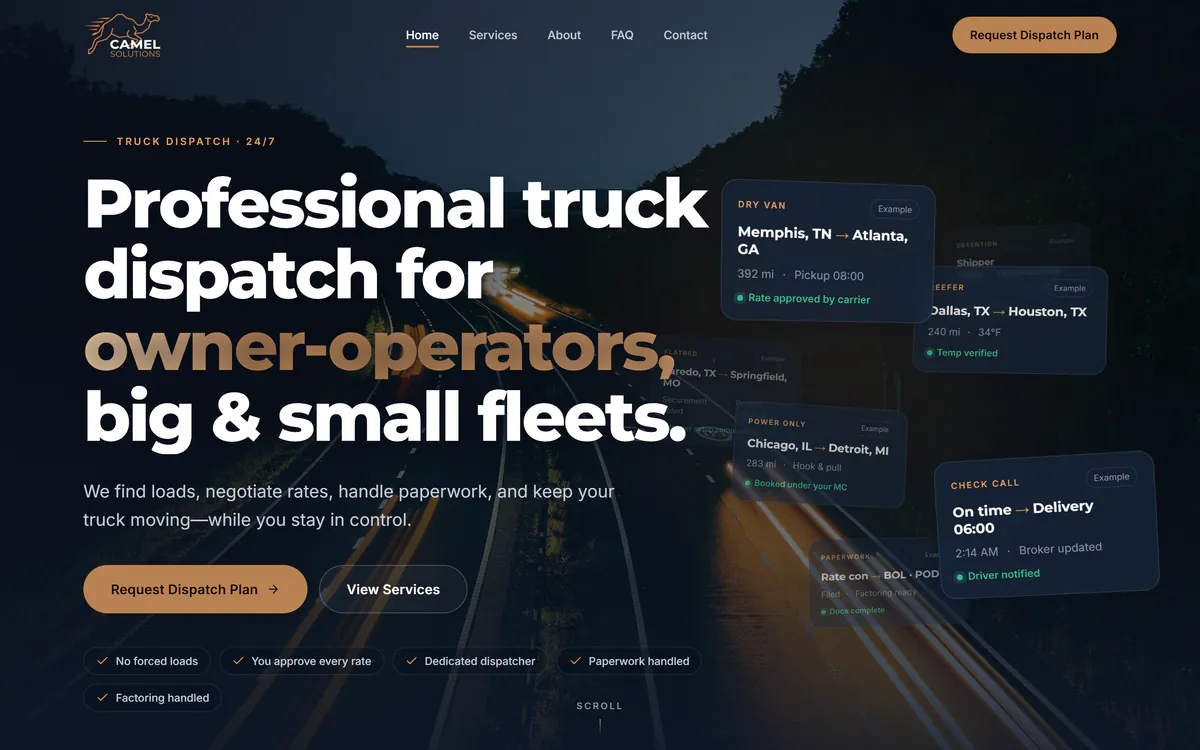 CAMEL
SOLUTIONS
Home
Services
About
FAQ
Contact
Request Dispatch Plan
TRUCK DISPATCH · 24/7
Professional truck
dispatch for
owner-operators,
big & small fleets.
We find loads, negotiate rates, handle paperwork, and keep your
truck moving—while you stay in control.
Request Dispatch Plan →
View Services
No forced loads
You approve every rate
Dedicated dispatcher
Paperwork handled
Factoring handled
SCROLL
DRY VAN
Example
Memphis, TN → Atlanta,
GA
392 mi · Pickup 08:00
Rate approved by carrier
DETENTION
Example
Shipper
Example
Dallas, TX → Houston, TX
240 mi · 34°F
Temp verified
FLATBED
Example
TX → Springfield,
MO
Securement
POWER ONLY
Example
Chicago, IL → Detroit, MI
283 mi · Hook & pull
Booked under your MC
CHECK CALL
Example
On time → Delivery
06:00
2:14 AM · Broker updated
Driver notified
PAPERWORK
Rate con → BOL · POD
Filed · Factoring ready
Docs complete